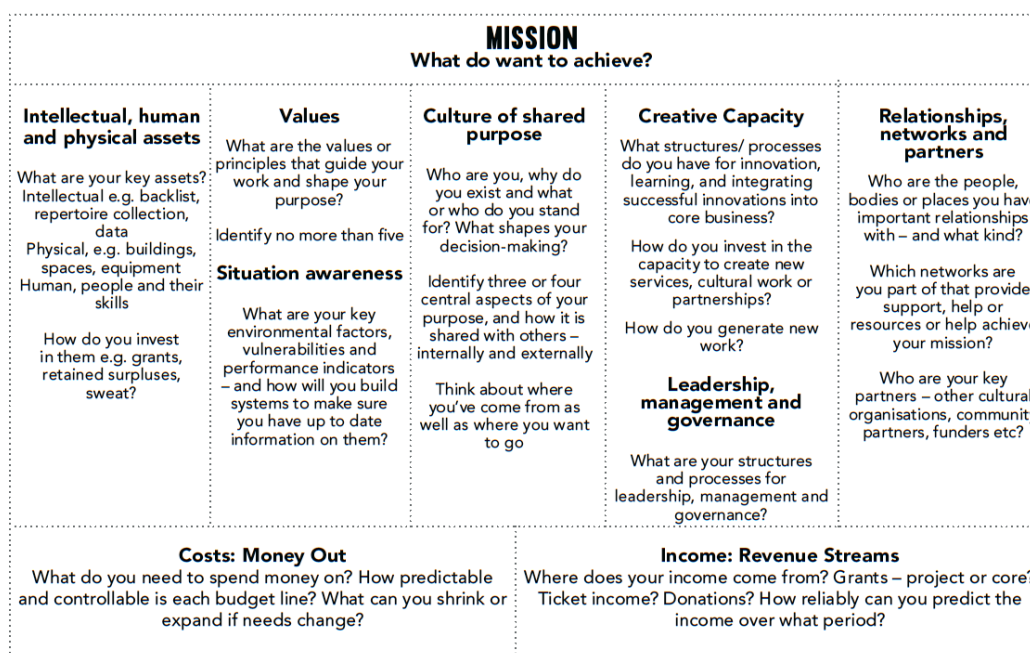 MISSION
What do want to achieve?
Intellectual, human
and physical assets
What are your key assets?
Intellectual e.g. backlist,
repertoire collection,
data
Physical, e.g. buildings,
spaces, equipment
Human, people and their
skills
How do you invest
in them e.g. grants,
retained surpluses,
sweat?
Values
What are the values or
principles that guide your
work and shape your
purpose?
Identify no more than five
Situation awareness
What are your key
environmental factors,
vulnerabilities and
performance indicators
– and how will you build
systems to make sure
you have up to date
information on them?
Culture of shared
purpose
Who are you, why do
you exist and what
or who do you stand
for? What shapes your
decision-making?
Identify three or four
central aspects of your
purpose, and how it is
shared with others –
internally and externally
Think about where
you’ve come from as
well as where you want
to go
Creative Capacity
What structures/ processes
do you have for innovation,
learning, and integrating
successful innovations into
core business?
How do you invest in the
capacity to create new
services, cultural work or
partnerships?
How do you generate new
work?
Leadership,
management and
governance
What are your structures
and processes for
leadership, management and
governance?
Relationships,
networks and
partners
Who are the people,
bodies or places you have
important relationships
with – and what kind?
Which networks are
you part of that provide
support, help or
resources or help achieve
your mission?
Who are your key
partners – other cultural
organisations, community
partners, funders etc?
Costs: Money Out
What do you need to spend money on? How predictable
and controllable is each budget line? What can you shrink or
expand if needs change?
Income: Revenue Streams
Where does your income come from? Grants – project or core?
Ticket income? Donations? How reliably can you predict the
income over what period?